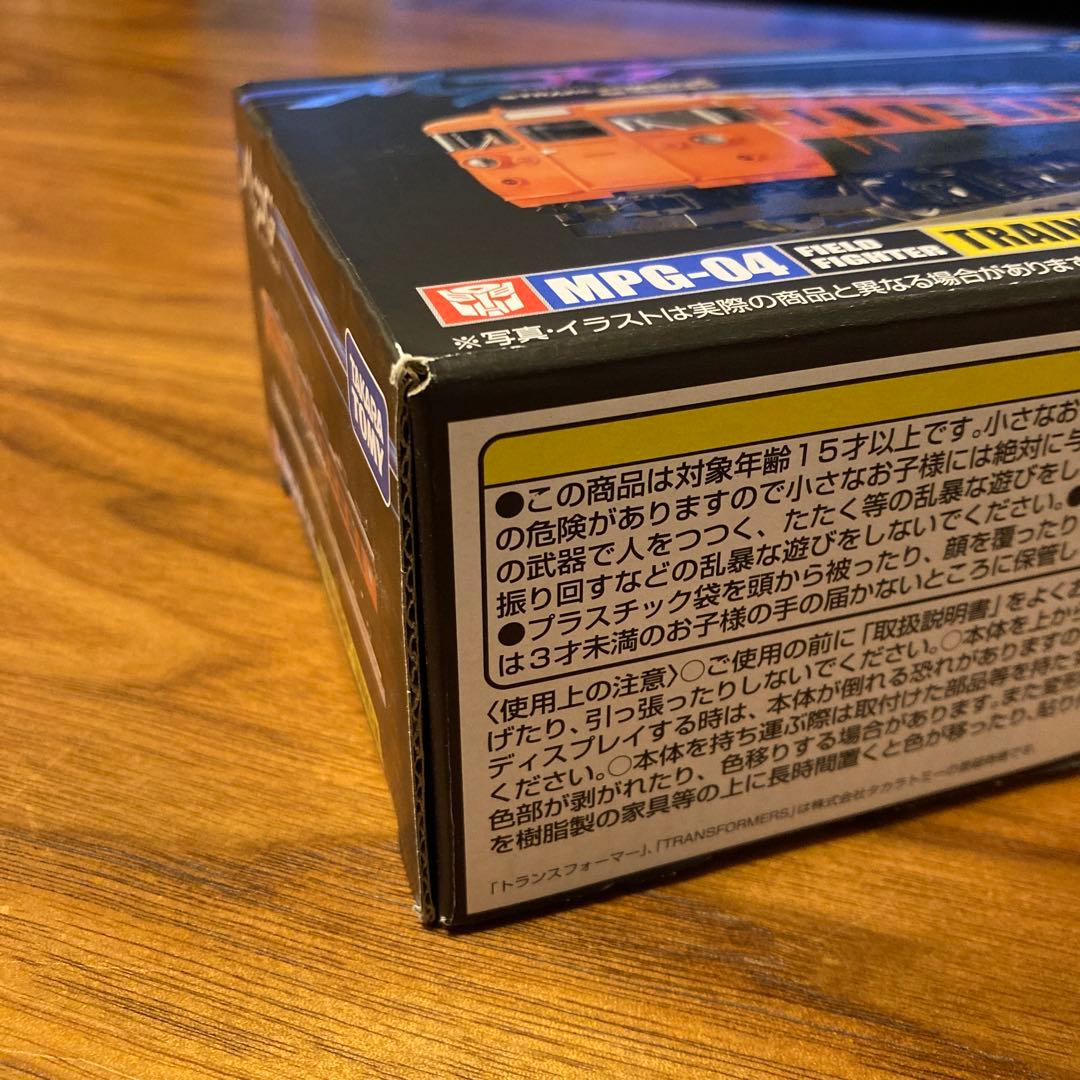 MPG-04
FIELD
FIGHTER
TRAIN
※写真・イラストは実際の商品と異なる場合があります
TAKARA
TOMY
●この商品は対象年齢15才以上です。小さなお
の危険がありますので小さなお子様には絶対に与
の武器で人をつつく、たたく等の乱暴な遊びをし
振り回すなどの乱暴な遊びをしないでください。●
●プラスチック袋を頭から被ったり、顔を覆ったり
は3才未満のお子様の手の届かないところに保管し
〈使用上の注意〉○ご使用の前に「取扱説明書」をよくお
げたり、引っ張ったりしないでください。○本体を上から
ディスプレイする時は、本体が倒れる恐れがありますの
ください。○本体を持ち運ぶ際は取付けた部品等を持たず
色部が剥がれたり、色移りする場合があります。また変形
を樹脂製の家具等の上に長時間置くと色が移ったり、貼り
「トランスフォーマー」、「TRANSFORMERS」は株式会社タカラトミーの登録商標です。